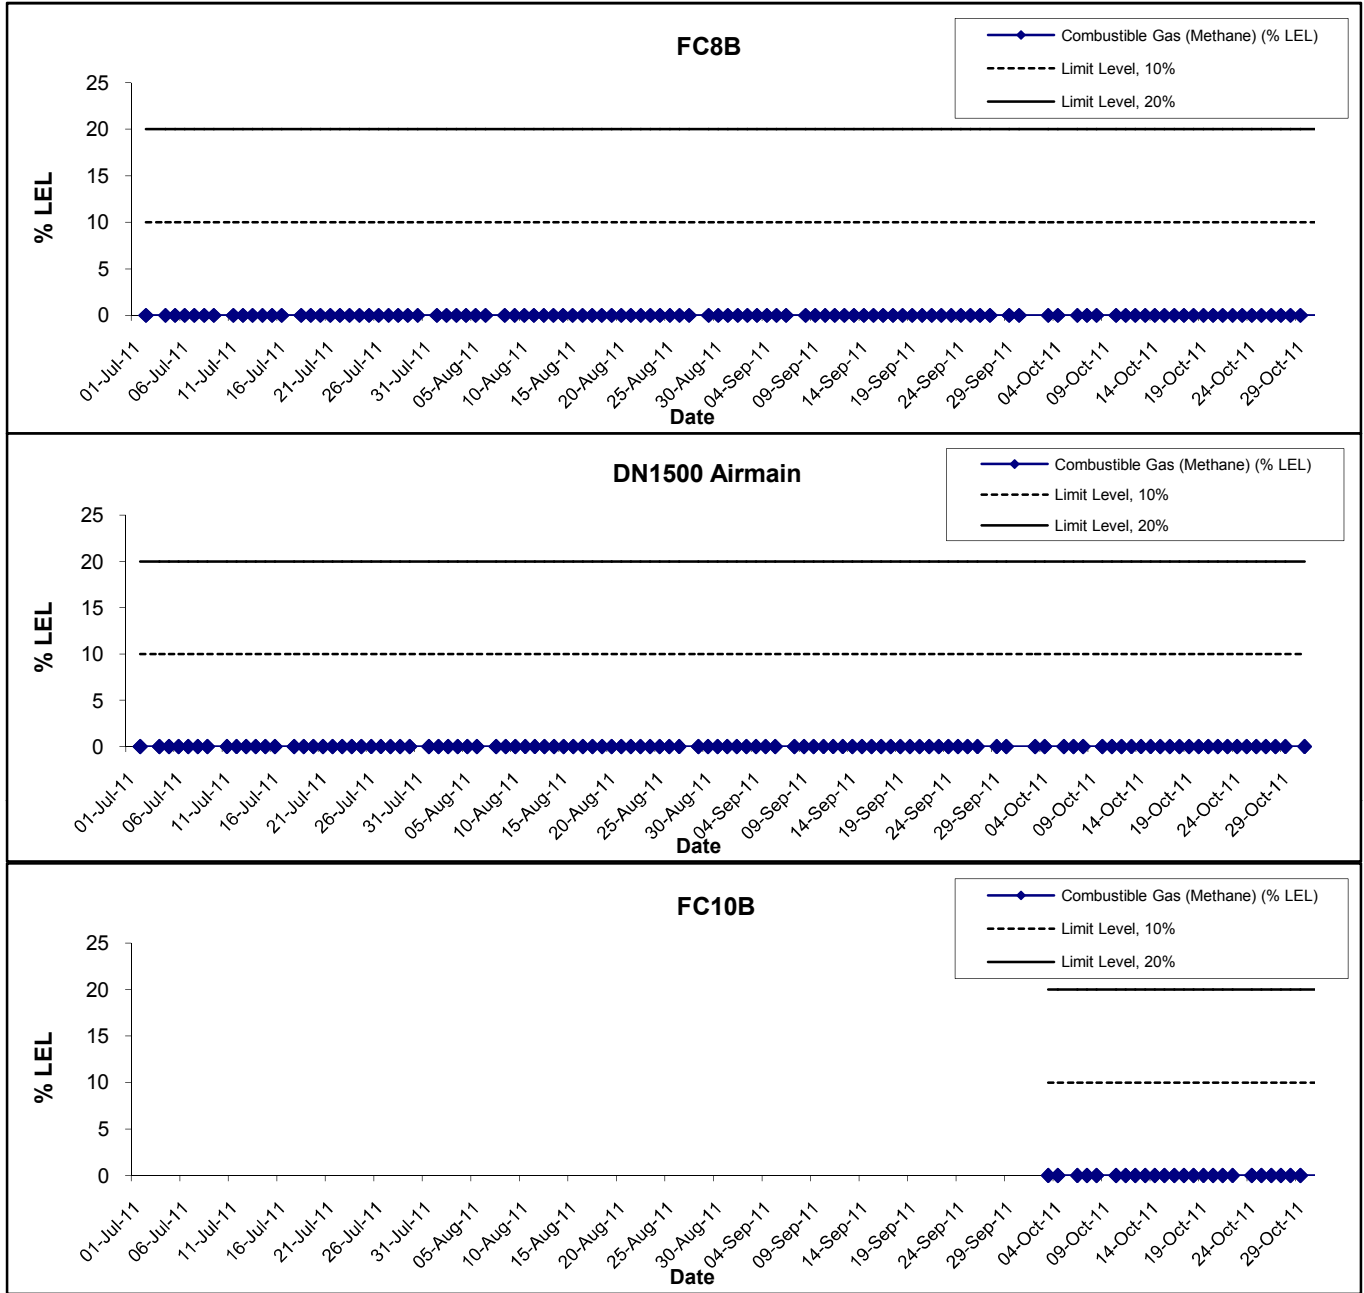 FC8B
Combustible Gas (Methane) (% LEL)
Limit Level, 10%
Limit Level, 20%
% LEL
25
20
15
10
5
0
01-Jul-11
06-Jul-11
11-Jul-11
16-Jul-11
21-Jul-11
26-Jul-11
31-Jul-11
05-Aug-11
10-Aug-11
15-Aug-11
20-Aug-11
25-Aug-11
30-Aug-11
04-Sep-11
09-Sep-11
14-Sep-11
19-Sep-11
24-Sep-11
29-Sep-11
04-Oct-11
09-Oct-11
14-Oct-11
19-Oct-11
24-Oct-11
29-Oct-11
Date
DN1500 Airmain
Combustible Gas (Methane) (% LEL)
Limit Level, 10%
Limit Level, 20%
% LEL
25
20
15
10
5
0
01-Jul-11
06-Jul-11
11-Jul-11
16-Jul-11
21-Jul-11
26-Jul-11
31-Jul-11
05-Aug-11
10-Aug-11
15-Aug-11
20-Aug-11
25-Aug-11
30-Aug-11
04-Sep-11
09-Sep-11
14-Sep-11
19-Sep-11
24-Sep-11
29-Sep-11
04-Oct-11
09-Oct-11
14-Oct-11
19-Oct-11
24-Oct-11
29-Oct-11
Date
FC10B
Combustible Gas (Methane) (% LEL)
Limit Level, 10%
Limit Level, 20%
% LEL
25
20
15
10
5
0
01-Jul-11
06-Jul-11
11-Jul-11
16-Jul-11
21-Jul-11
26-Jul-11
31-Jul-11
05-Aug-11
10-Aug-11
15-Aug-11
20-Aug-11
25-Aug-11
30-Aug-11
04-Sep-11
09-Sep-11
14-Sep-11
19-Sep-11
24-Sep-11
29-Sep-11
04-Oct-11
09-Oct-11
14-Oct-11
19-Oct-11
24-Oct-11
29-Oct-11
Date